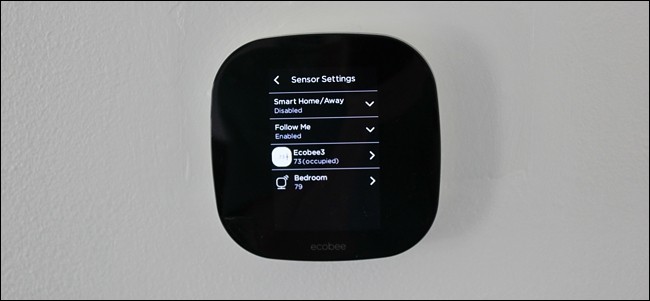 Sensor Settings
Smart Home/Away
Disabled
Follow Me
Enabled
Ecobee3
73 (occupied)
Bedroom
79
ecobee